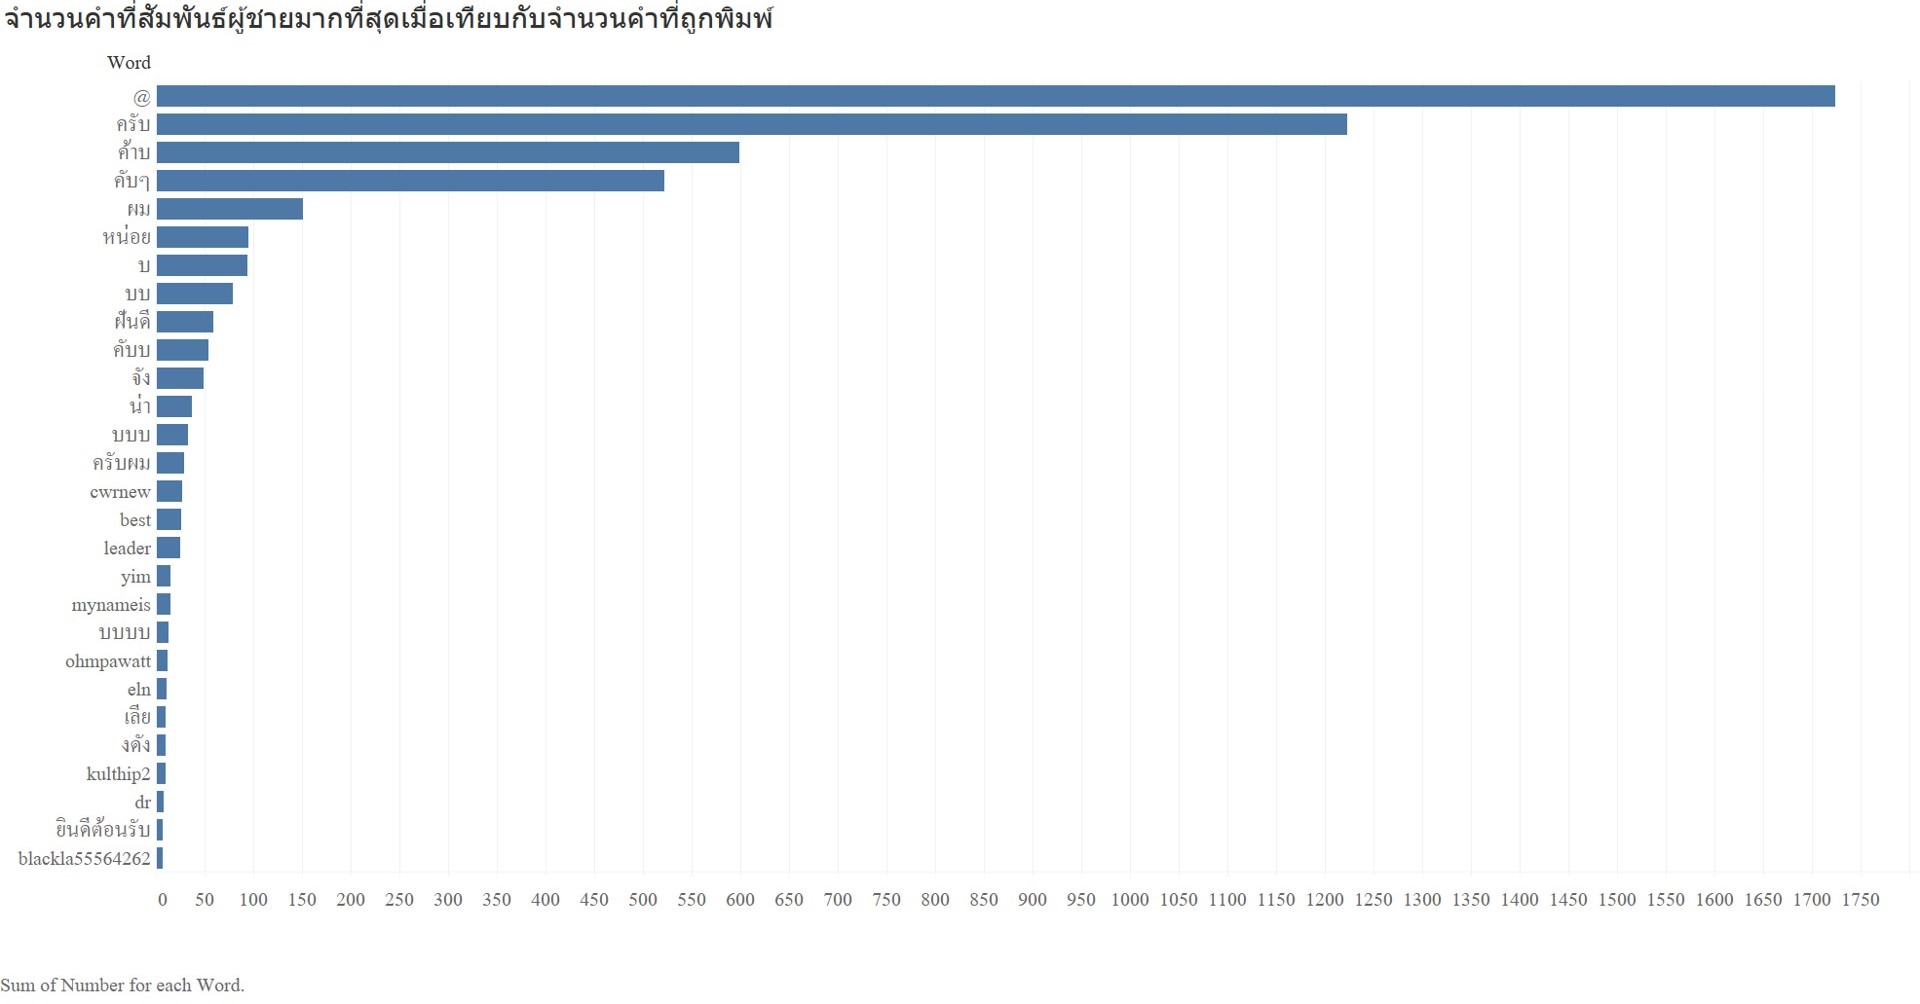 จำนวนคำที่สัมพันธ์ผู้ชายมากที่สุดเมื่อเทียบกับจำนวนคำที่ถูกพิมพ์
Word
@
ครับ
ค้าบ
คับๆ
ผม
หน่อย
บ
บบ
ฝันดี
คับบ
จัง
น่า
บบบ
ครับผม
cwrnew
best
leader
yim
mynameis
บบบบ
ohmpawatt
eln
เลีย
งดัง
kulthip2
dr
ยินดีต้อนรับ
blackla55564262
0 50 100 150 200 250 300 350 400 450 500 550 600 650 700 750 800 850 900 950 1000 1050 1100 1150 1200 1250 1300 1350 1400 1450 1500 1550 1600 1650 1700 1750
Sum of Number for each Word.